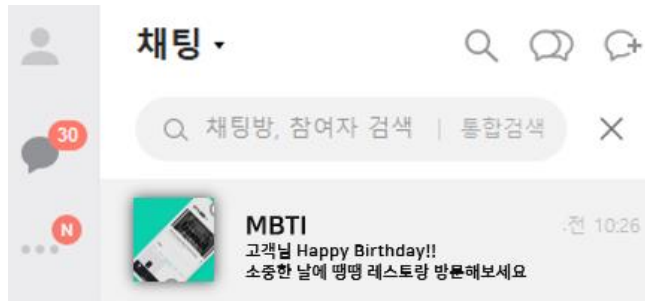 채팅
채팅방, 참여자 검색 | 통합검색
30
MBTI
전 10:26
고객님 Happy Birthday!!
소중한 날에 땡땡 레스토랑 방문해보세요
N